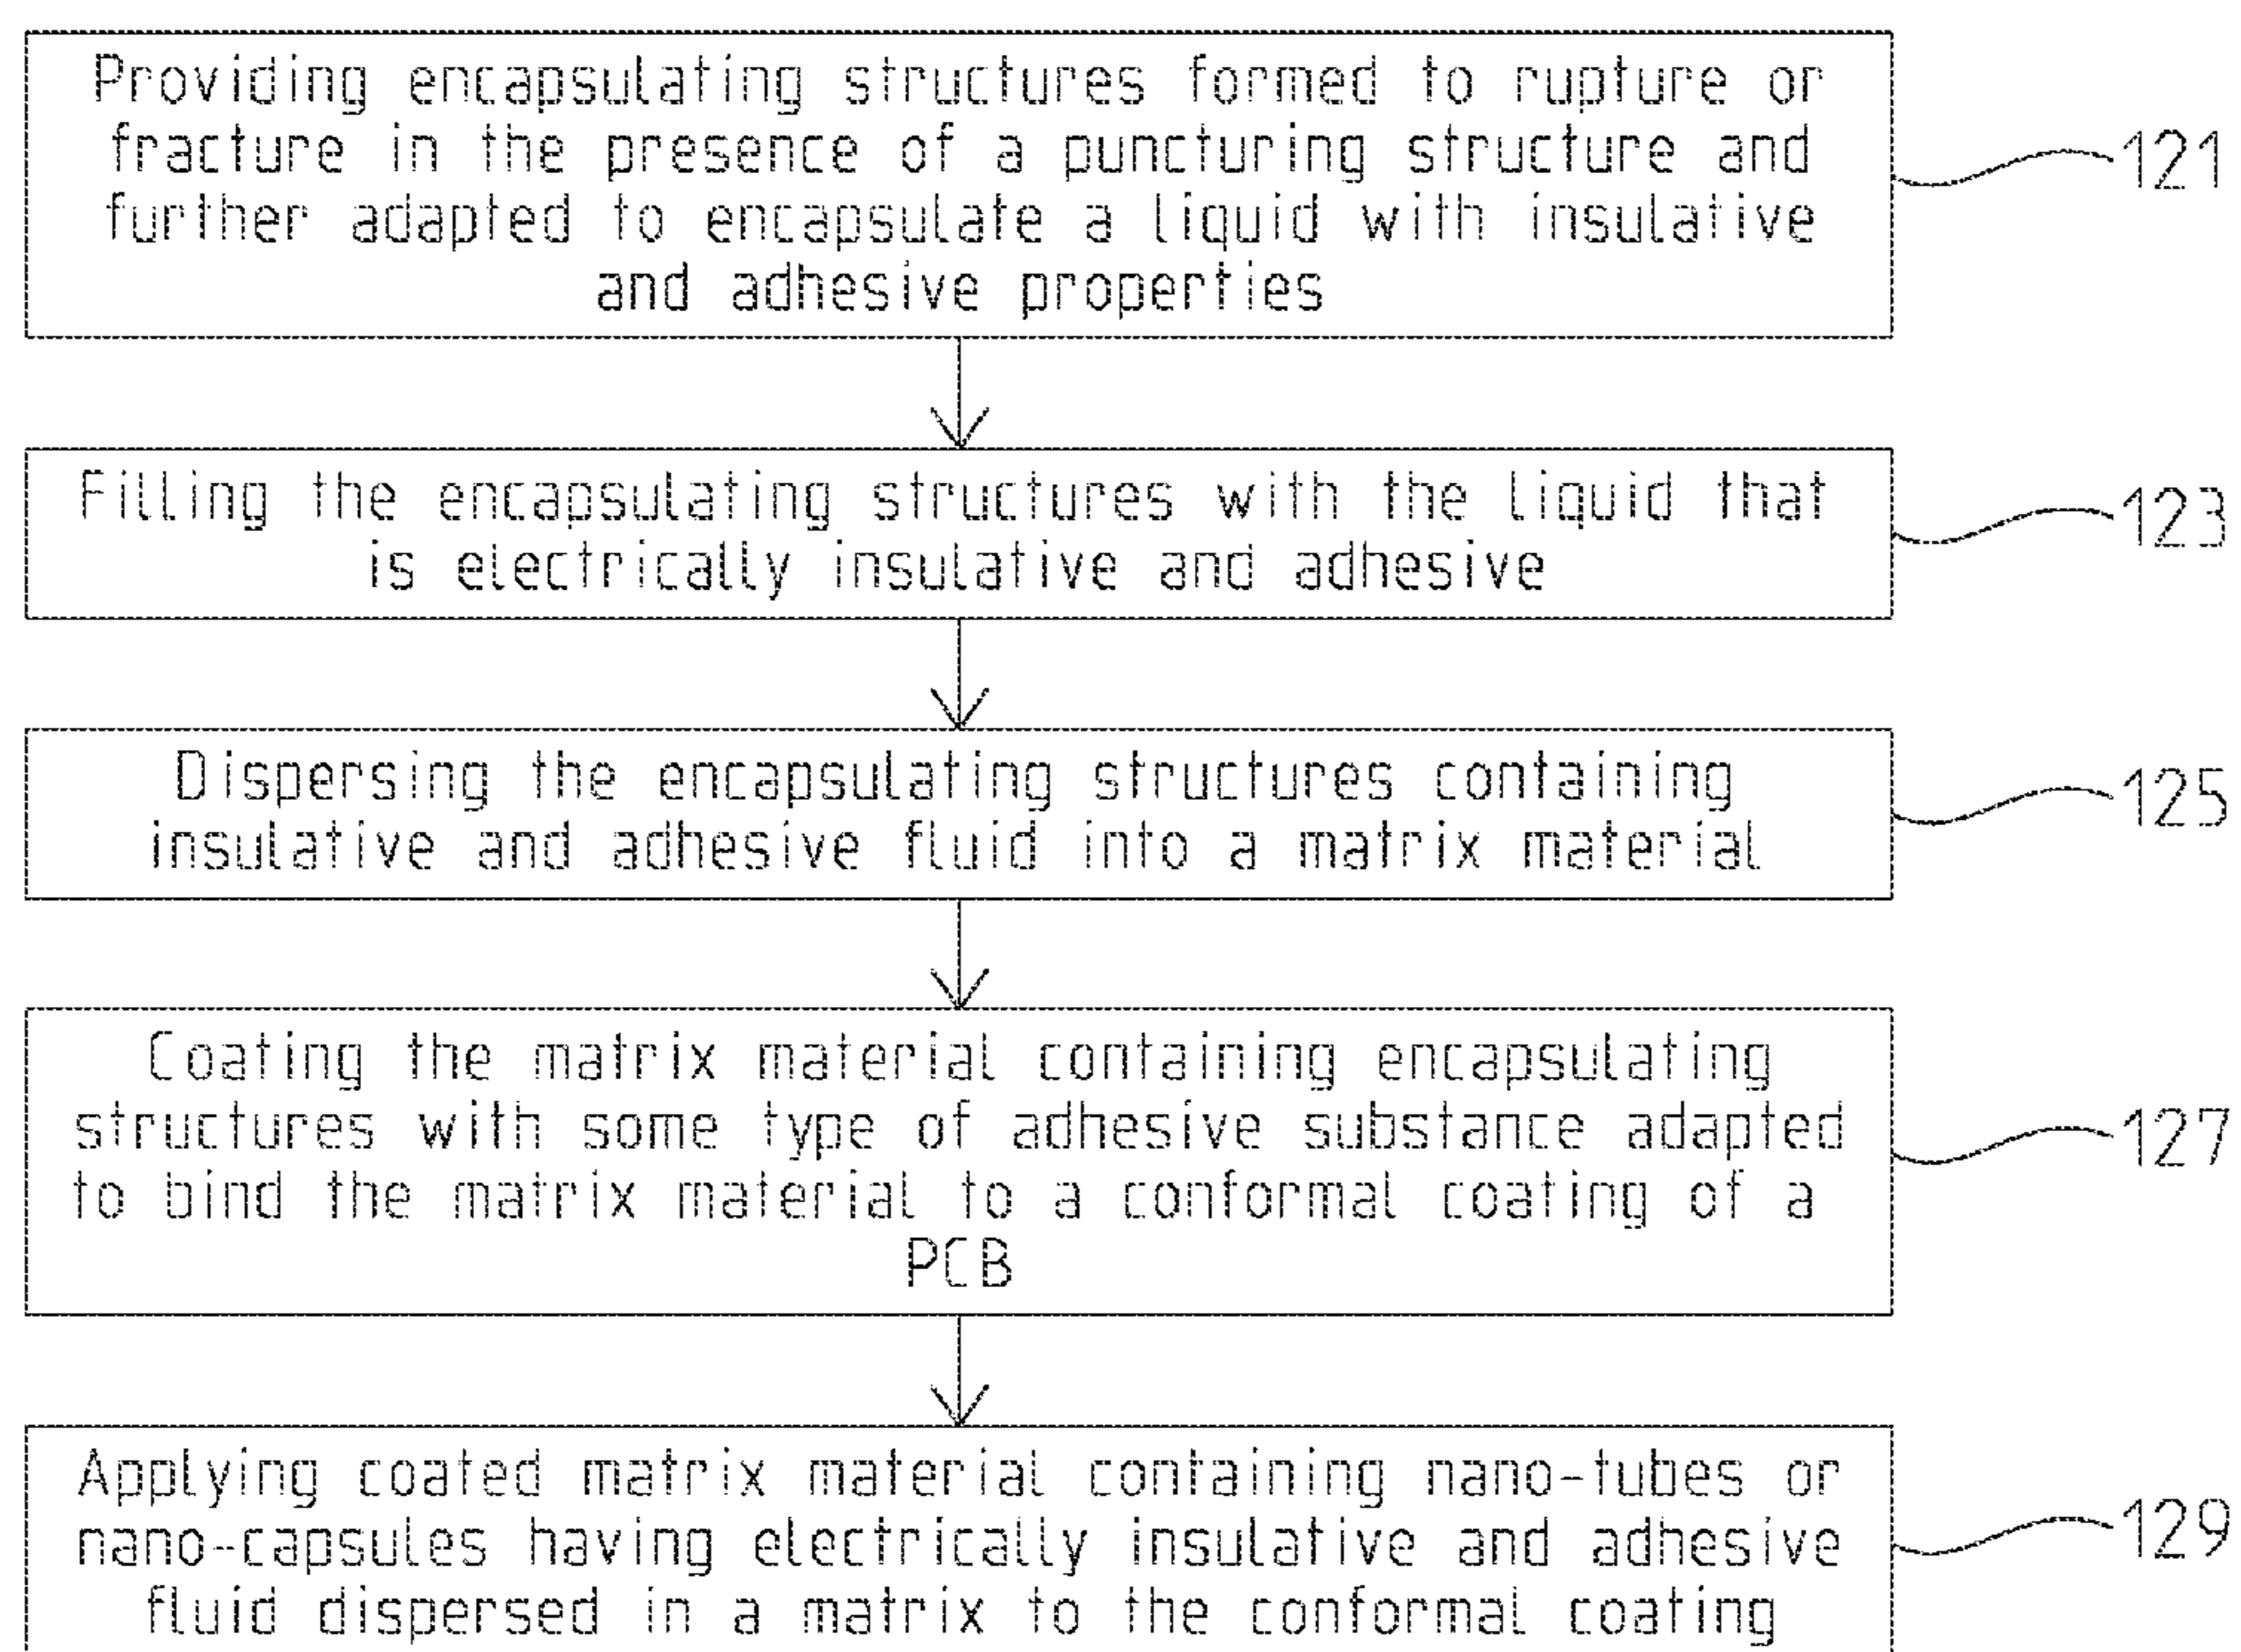 Providing encapsulating structures formed to rupture or
fracture in the presence of a puncturing structure and
further adapted to encapsulate a liquid with insulative
and adhesive properties
121
Filling the encapsulating structures with the liquid that
is electrically insulative and adhesive
123
Dispersing the encapsulating structures containing
insulative and adhesive fluid into a matrix material
125
Coating the matrix material containing encapsulating
structures with some type of adhesive substance adapted
to bind the matrix material to a conformal coating of a
PCB
127
Applying coated matrix material containing nano-tubes or
nano-capsules having electrically insulative and adhesive
fluid dispersed in a matrix to the conformal coating
129